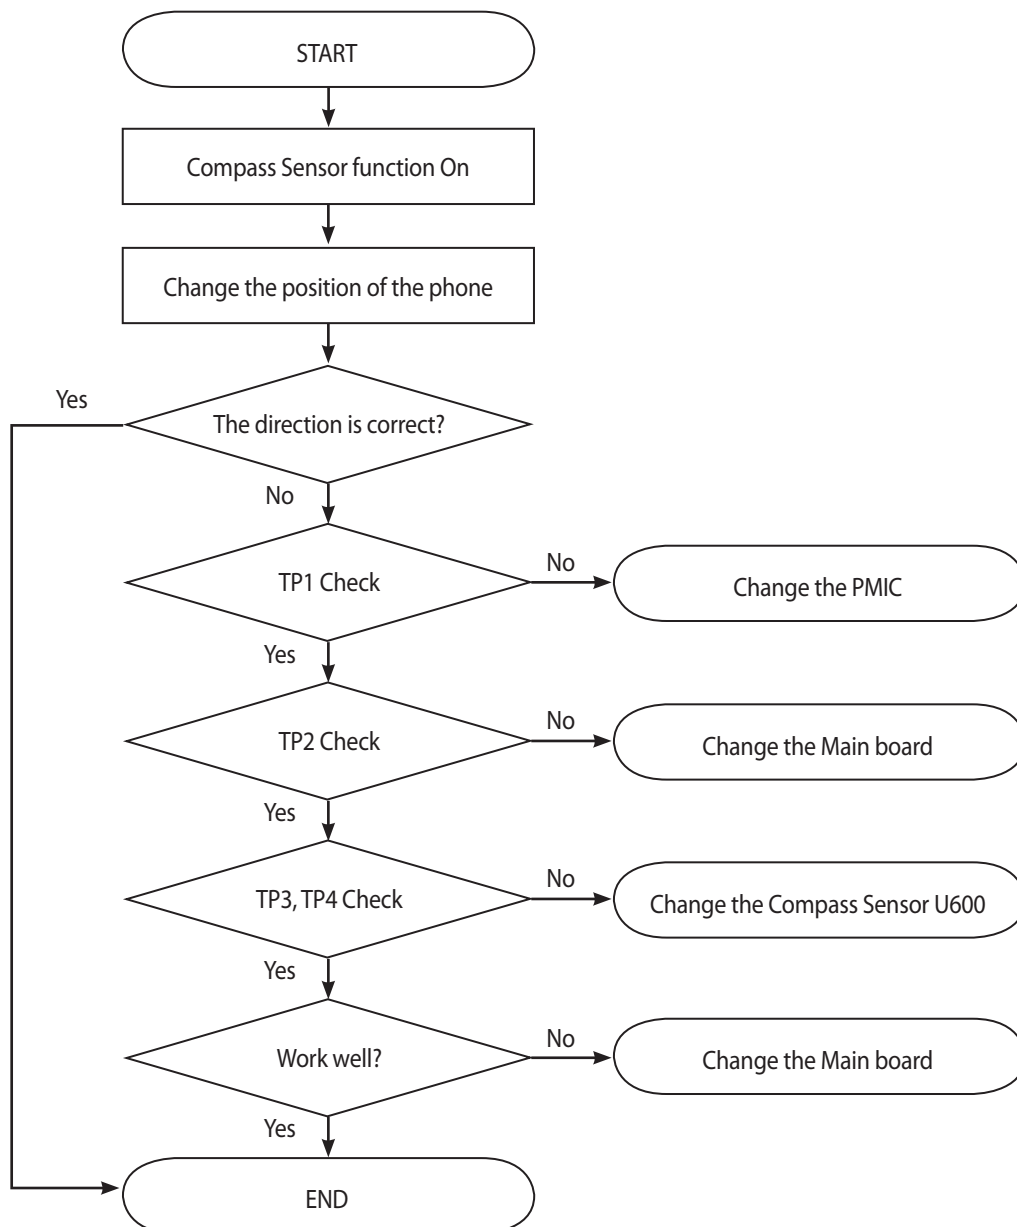 START
Compass Sensor function On
Change the position of the phone
Yes
The direction is correct?
No
TP1 Check
No
Change the PMIC
Yes
TP2 Check
No
Change the Main board
Yes
TP3, TP4 Check
No
Change the Compass Sensor U600
Yes
Work well?
No
Change the Main board
Yes
END